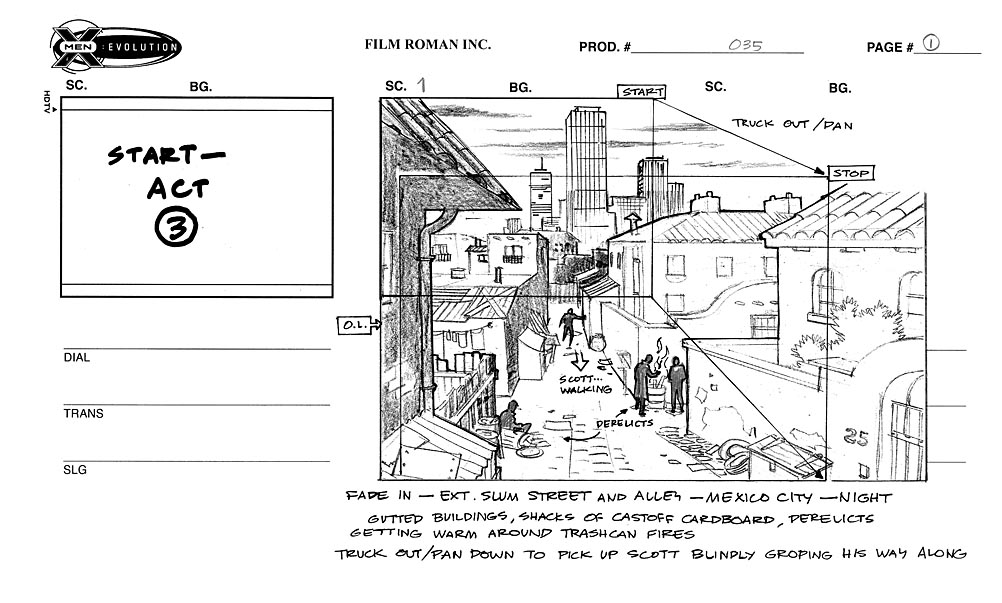 X MEN : EVOLUTION
FILM ROMAN INC.
PROD. # 035
PAGE # 1
SC.
BG.
SC. 1
BG.
START
SC.
BG.
HDTV
TRUCK OUT/PAN
START—
ACT
3
STOP
O.L.
DIAL
SCOTT...
WALKING
TRANS
DERELICTS
25
SLG
FADE IN — EXT. SLUM STREET AND ALLEY — MEXICO CITY — NIGHT
GUTTED BUILDINGS, SHACKS OF CASTOFF CARDBOARD, DERELICTS
GETTING WARM AROUND TRASHCAN FIRES
TRUCK OUT/PAN DOWN TO PICK UP SCOTT BLINDLY GROPING HIS WAY ALONG